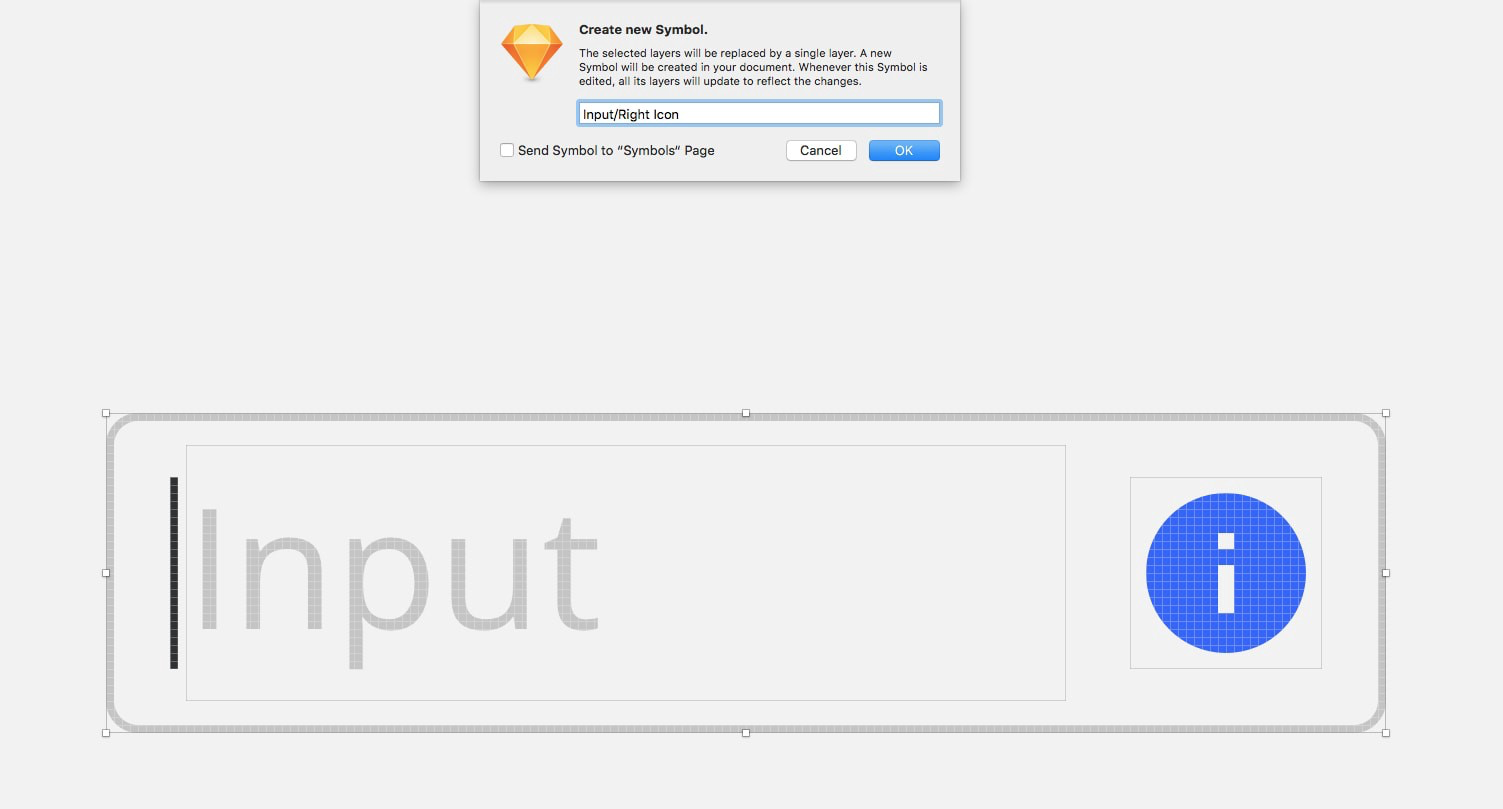 Create new Symbol.
The selected layers will be replaced by a single layer. A new
Symbol will be created in your document. Whenever this Symbol is
edited, all its layers will update to reflect the changes.
Input/Right Icon
Send Symbol to “Symbols” Page
Cancel
OK
Input
i